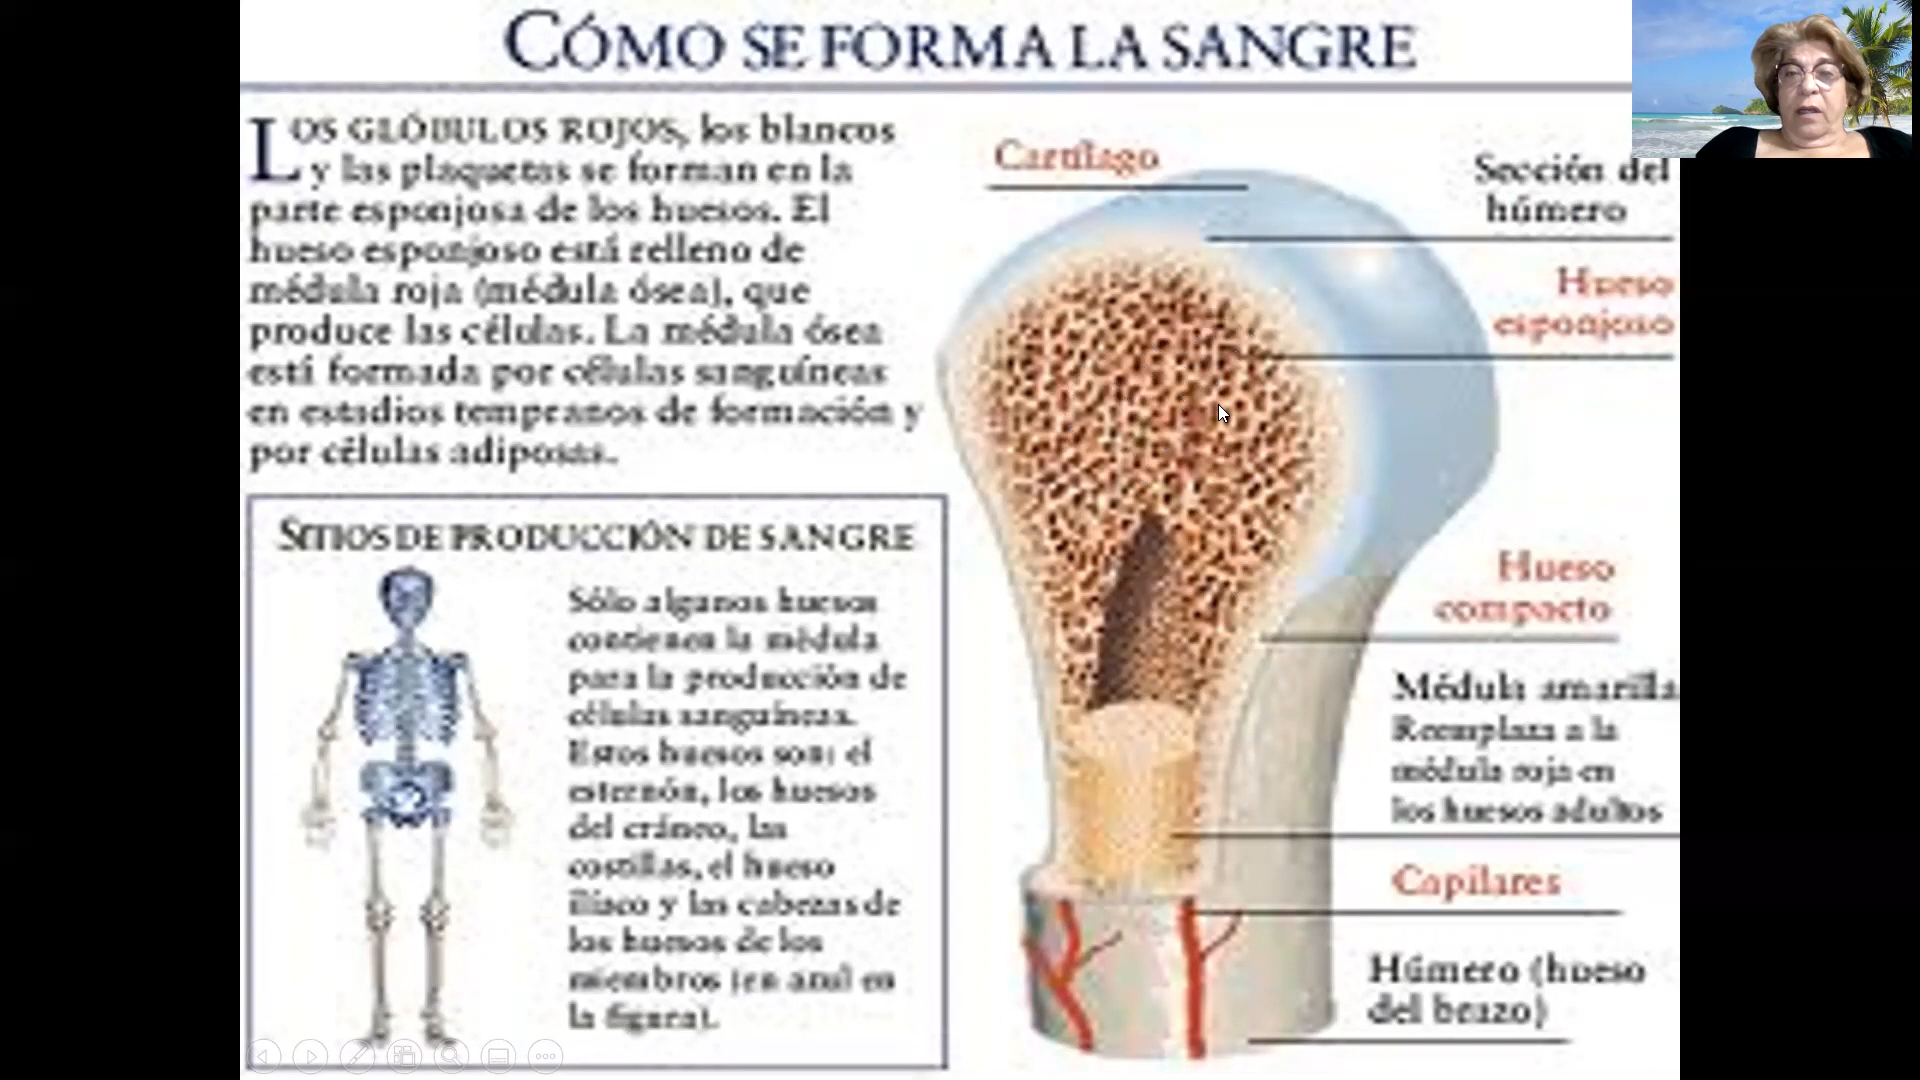 CÓMO SE FORMA LA SANGRE
LOS GLÓBULOS ROJOS, los blancos
y las plaquetas se forman en la
parte esponjosa de los huesos. El
hueso esponjoso está relleno de
médula roja (médula ósea), que
produce las células. La médula ósea
está formada por células sanguíneas
en estadios tempranos de formación y
por células adiposas.
SITIOS DE PRODUCCIÓN DE SANGRE
Sólo algunos huesos
contienen la médula
para la producción de
células sanguíneas.
Estos huesos son: el
esternón, los huesos
del cráneo, las
costillas, el hueso
ilíaco y las cabezas de
los huesos de los
miembros (en azul en
la figura).
Cartílago
Sección del
húmero
Hueso
esponjoso
Hueso
compacto
Médula amarilla
Reemplaza a la
médula roja en
los huesos adultos
Capilares
Húmero (hueso
del brazo)